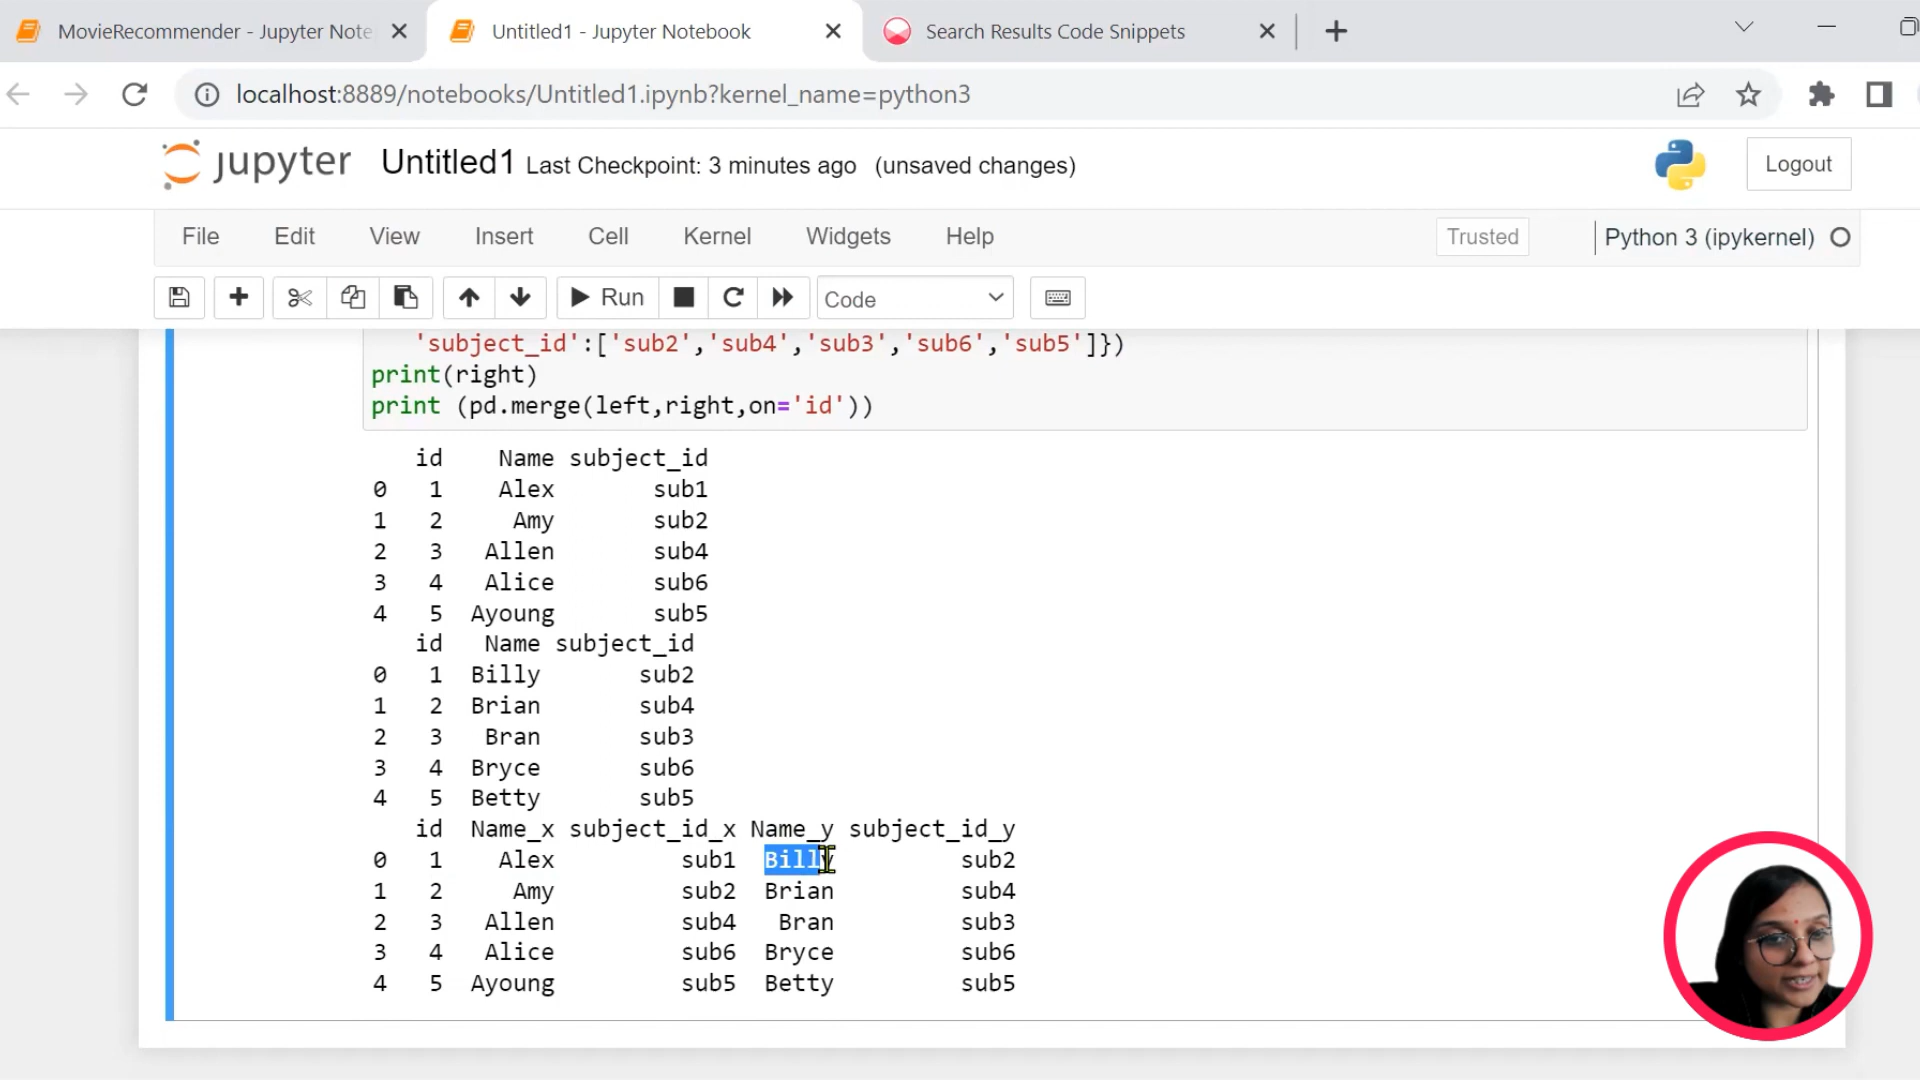 MovieRecommender - Jupyter Note
Untitled1 - Jupyter Notebook
Search Results Code Snippets
localhost:8889/notebooks/Untitled1.ipynb?kernel_name=python3
jupyter Untitled1 Last Checkpoint: 3 minutes ago (unsaved changes)
Logout
File Edit View Insert Cell Kernel Widgets Help
Trusted
Python 3 (ipykernel)
Run
Code
'subject_id':['sub2','sub4','sub3','sub6','sub5']})
print(right)
print (pd.merge(left,right,on='id'))
id Name subject_id
0 1 Alex sub1
1 2 Amy sub2
2 3 Allen sub4
3 4 Alice sub6
4 5 Ayoung sub5
id Name subject_id
0 1 Billy sub2
1 2 Brian sub4
2 3 Bran sub3
3 4 Bryce sub6
4 5 Betty sub5
id Name_x subject_id_x Name_y subject_id_y
0 1 Alex sub1 Billy sub2
1 2 Amy sub2 Brian sub4
2 3 Allen sub4 Bran sub3
3 4 Alice sub6 Bryce sub6
4 5 Ayoung sub5 Betty sub5